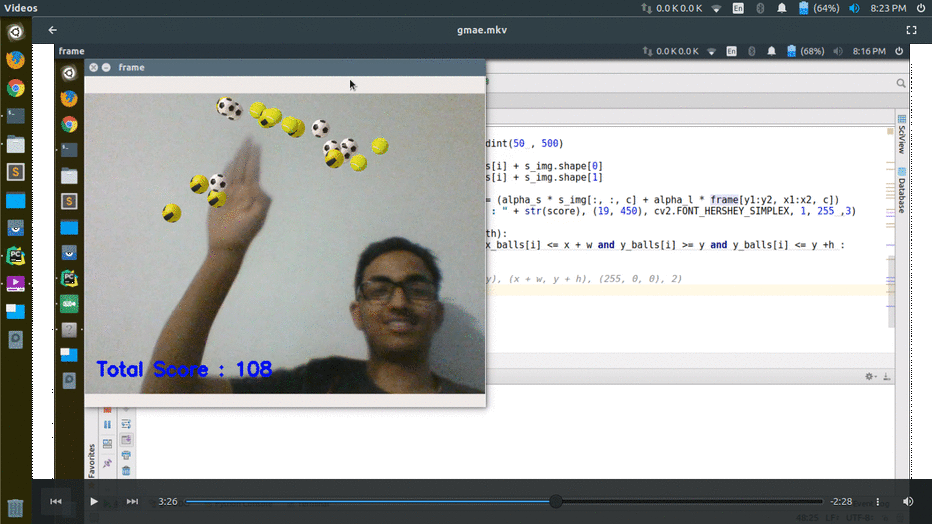 Videos
0.0 K 0.0 K
En
(64%)
8:23 PM
gmae.mkv
frame
0.0 K 0.0 K
En
(68%)
8:16 PM
frame
dint(50 , 500)
s[i] + s_img.shape[0]
s[i] + s_img.shape[1]
= (alpha_s * s_img[:, :, c] + alpha_l * frame[y1:y2, x1:x2, c])
: " + str(score), (19, 450), cv2.FONT_HERSHEY_SIMPLEX, 1, 255 ,3)
th):
x_balls[i] <= x + w and y_balls[i] >= y and y_balls[i] <= y +h :
y), (x + w, y + h), (255, 0, 0), 2)
SciView
Database
Total Score : 108
Favorites
3:26
-2:28